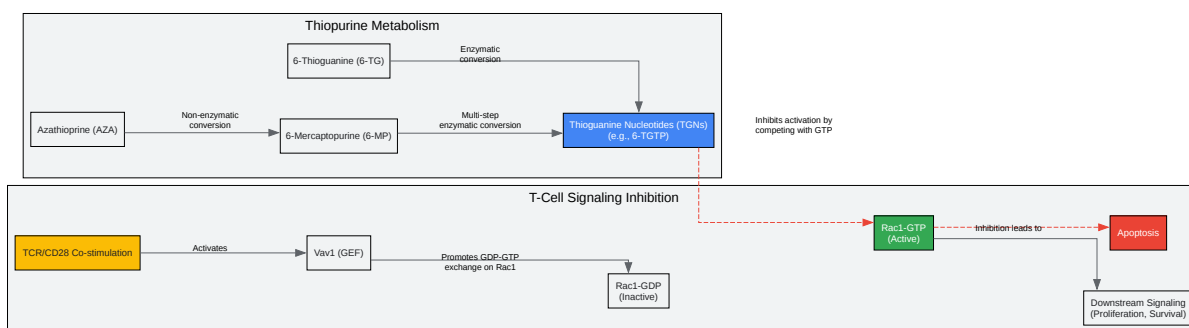 Thiopurine Metabolism
6-Thioguanine (6-TG)
Enzymatic
conversion
Azathioprine (AZA)
Non-enzymatic
conversion
6-Mercaptopurine (6-MP)
Multi-step
enzymatic conversion
Thioguanine Nucleotides (TGNs)
(e.g., 6-TGTP)
Inhibits activation by
competing with GTP
T-Cell Signaling Inhibition
TCR/CD28 Co-stimulation
Activates
Vav1 (GEF)
Promotes GDP-GTP
exchange on Rac1
Rac1-GDP
(Inactive)
Rac1-GTP
(Active)
Inhibition leads to
Apoptosis
Downstream Signaling
(Proliferation, Survival)